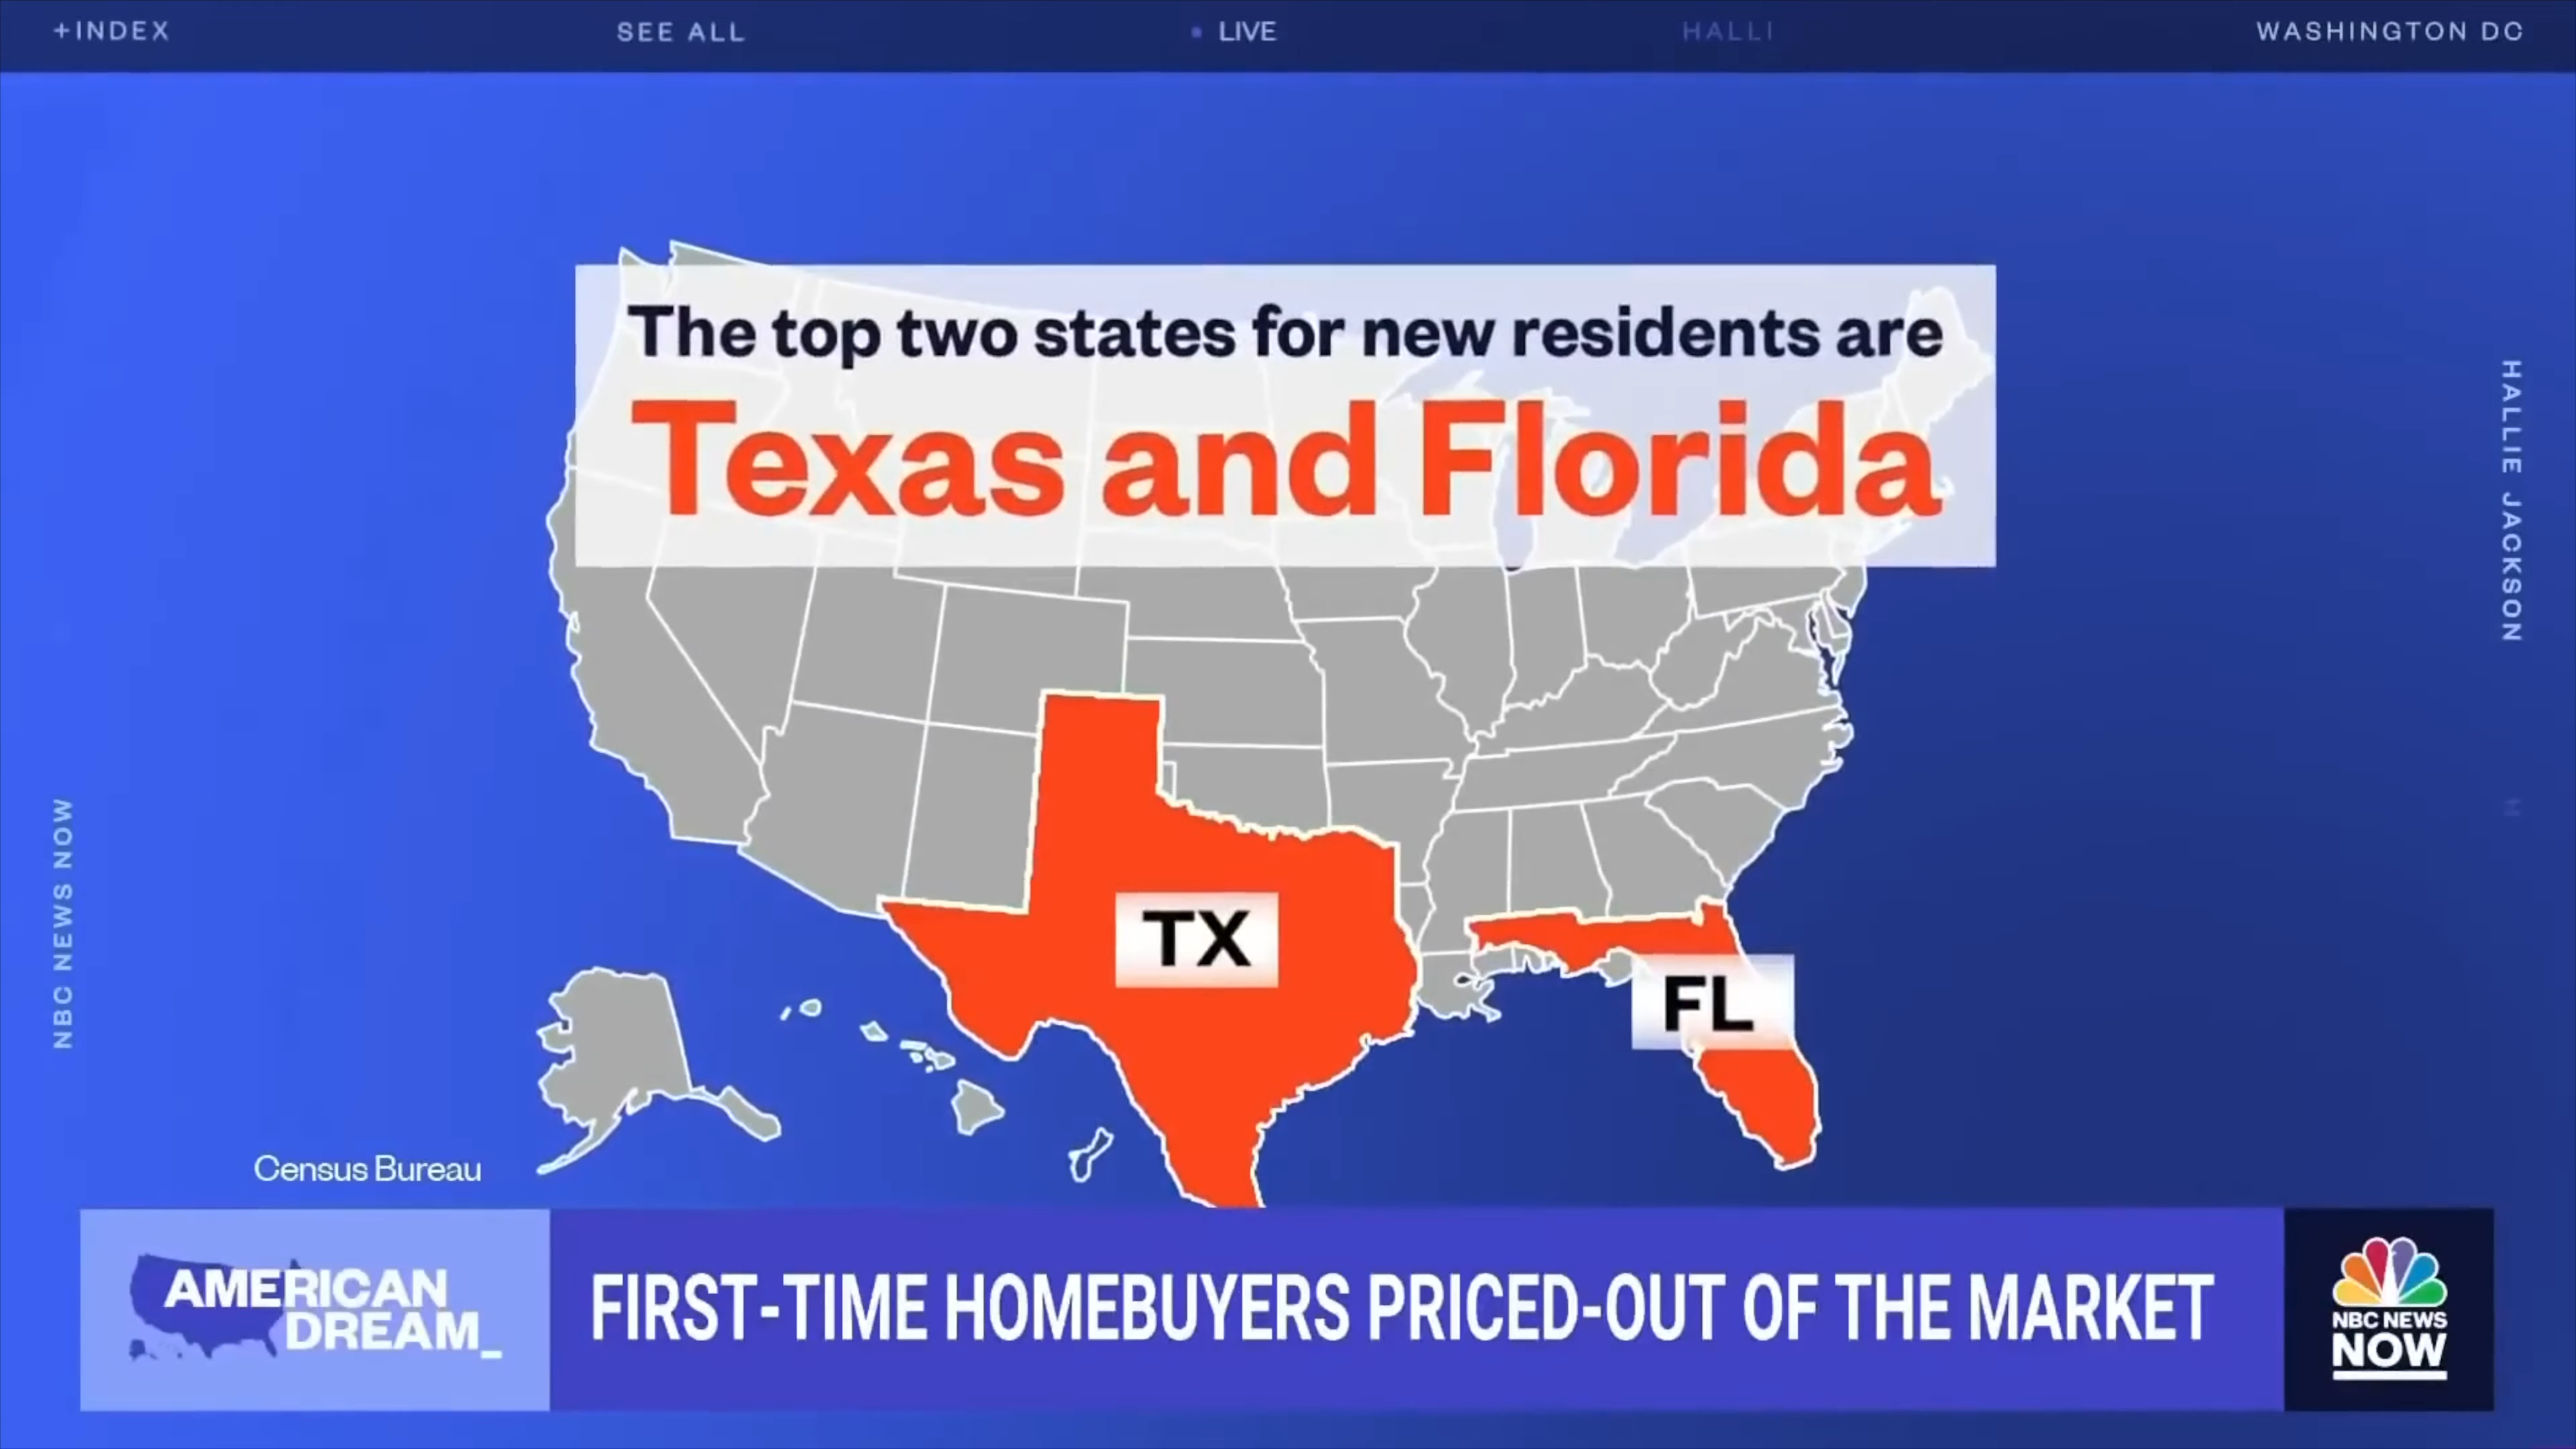 +INDEX
SEE ALL
LIVE
HALLI
WASHINGTON DC
The top two states for new residents are
Texas and Florida
HALLIE JACKSON
NBC NEWS NOW
TX
FL
Census Bureau
AMERICAN
DREAM_
FIRST-TIME HOMEBUYERS PRICED-OUT OF THE MARKET
NBC NEWS
NOW